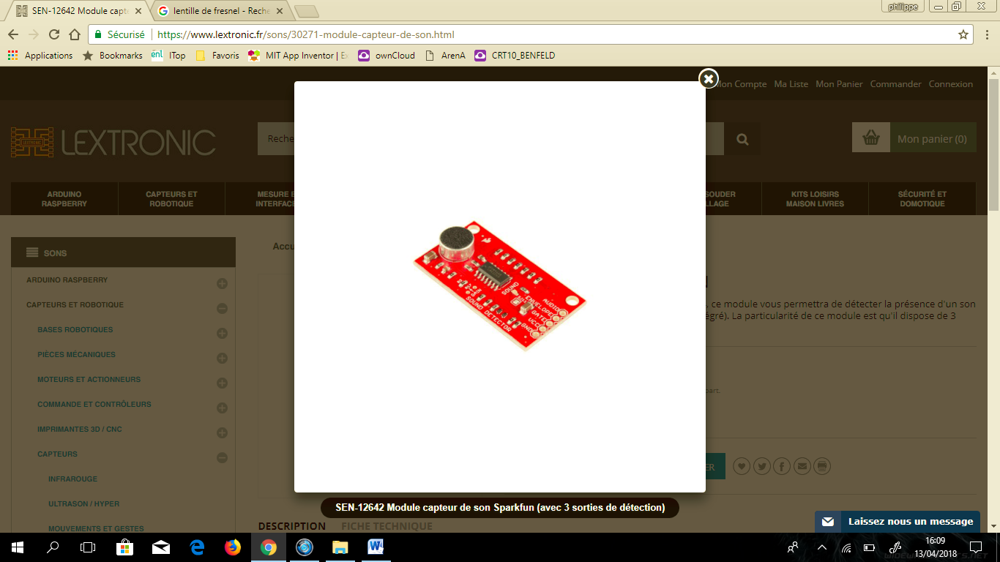 SEN-12642 Module capt
lentille de fresnel - Reche
philippe
Sécurisé
https://www.lextronic.fr/sons/30271-module-capteur-de-son.html
Applications
Bookmarks
ITop
Favoris
MIT App Inventor | E
ownCloud
ArenA
CRT10_BENFELD
Mon Compte
Ma Liste
Mon Panier
Commander
Connexion
LEXTRONIC
Reche
Mon panier (0)
ARDUINO
RASPBERRY
CAPTEURS ET
ROBOTIQUE
MESURE E
INTERFACE
SOUDER
LLAGE
KITS LOISIRS
MAISON LIVRES
SÉCURITÉ ET
DOMOTIQUE
SONS
Accu
ARDUINO RASPBERRY
CAPTEURS ET ROBOTIQUE
BASES ROBOTIQUES
PIÈCES MÉCANIQUES
MOTEURS ET ACTIONNEURS
COMMANDE ET CONTRÔLEURS
IMPRIMANTES 3D / CNC
CAPTEURS
INFRAROUGE
ULTRASON / HYPER
MOUVEMENTS ET GESTES
N
, ce module vous permettra de détecter la présence d'un son
égré). La particularité de ce module est qu'il dispose de 3
part.
ER
SOUND
AUDIO
ENVELOPE
GATE
VCC
GND
SOUND DETECTOR
SEN-12642 Module capteur de son Sparkfun (avec 3 sorties de détection)
DESCRIPTION
FICHE TECHNIQUE
Laissez nous un message
16:09
13/04/2018